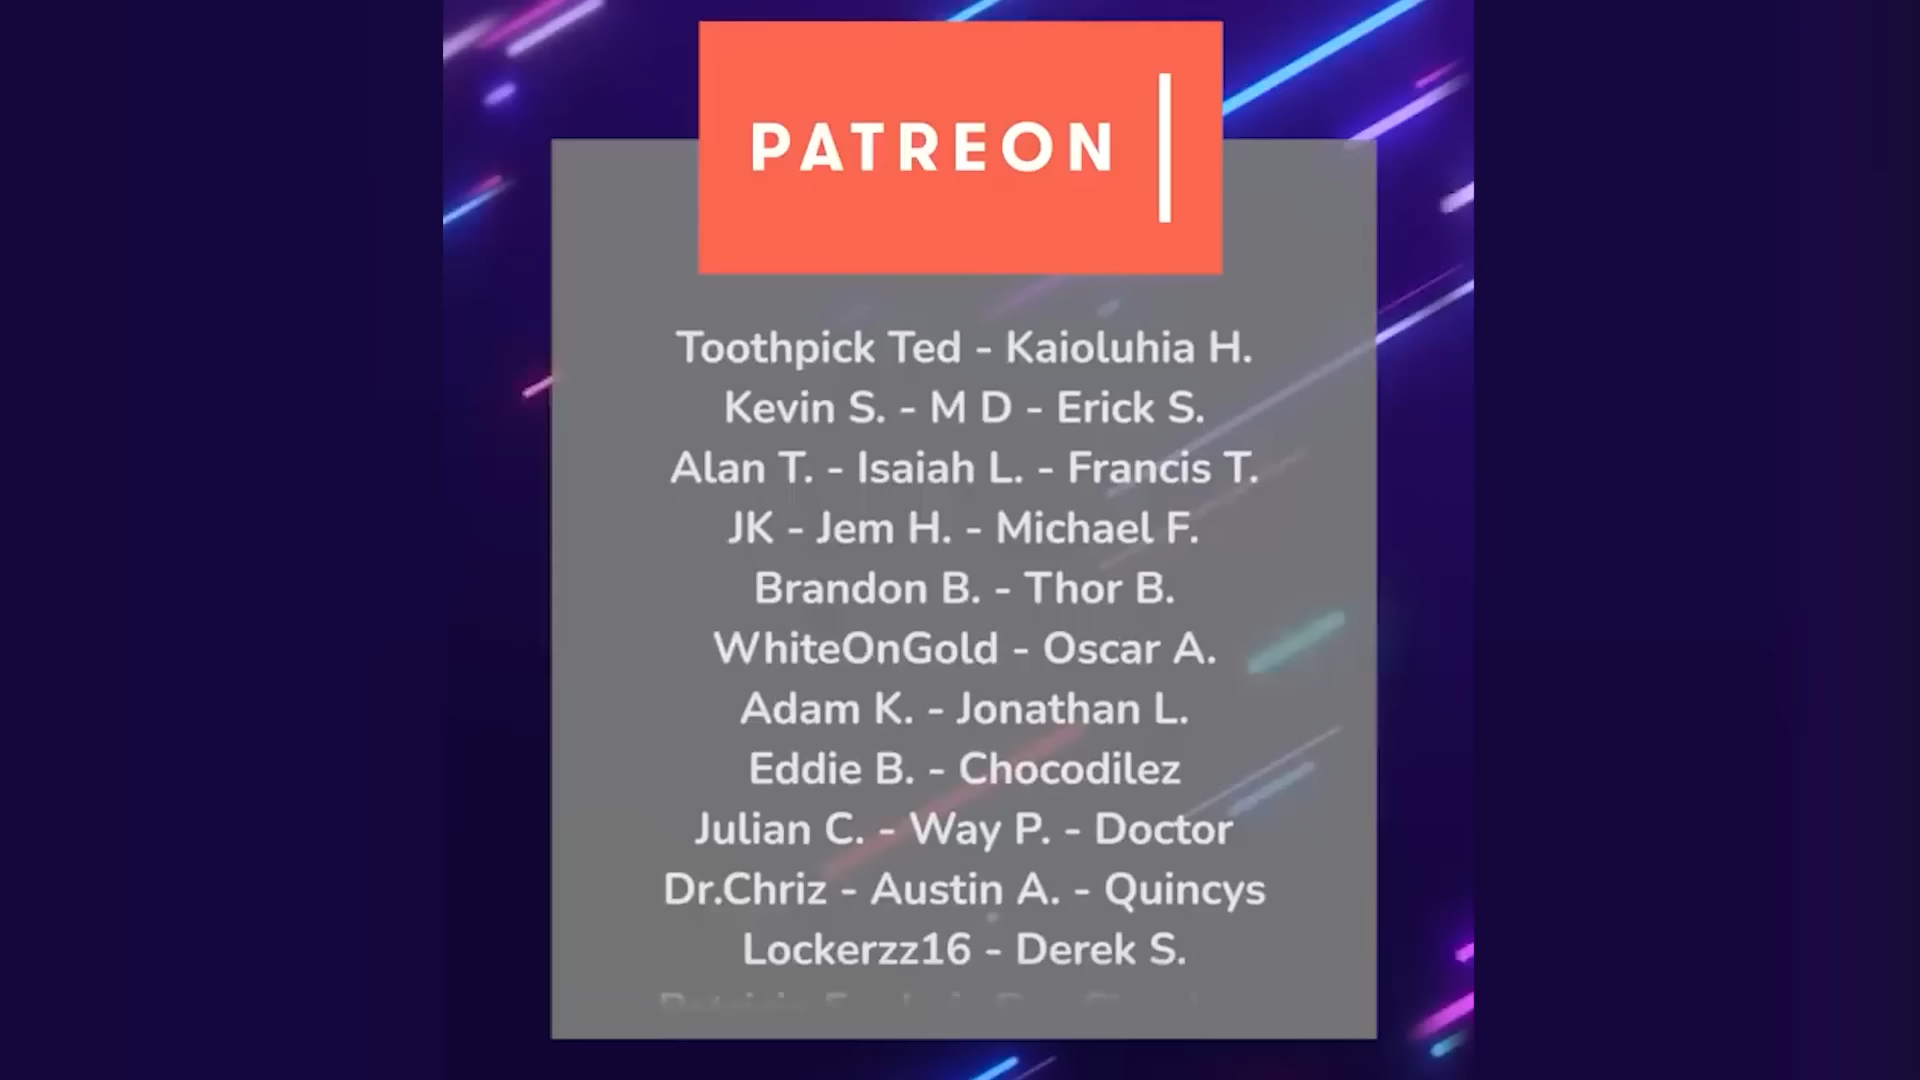 PATREON
Toothpick Ted - Kaioluhia H.
Kevin S. - M D - Erick S.
Alan T. - Isaiah L. - Francis T.
JK - Jem H. - Michael F.
Brandon B. - Thor B.
WhiteOnGold - Oscar A.
Adam K. - Jonathan L.
Eddie B. - Chocodilez
Julian C. - Way P. - Doctor
Dr.Chriz - Austin A. - Quincys
Lockerzz16 - Derek S.